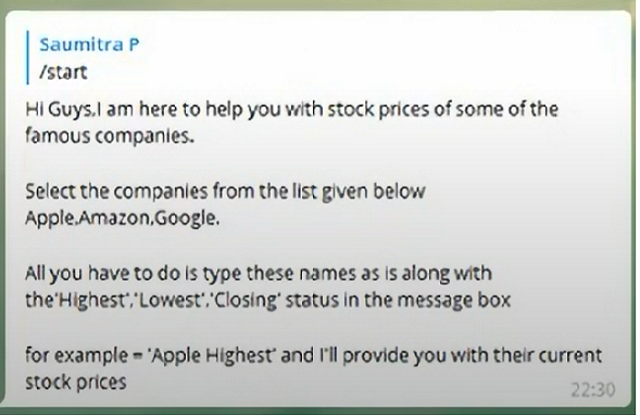 Saumitra P
/start
Hi Guys,I am here to help you with stock prices of some of the
famous companies.
Select the companies from the list given below
Apple,Amazon,Google.
All you have to do is type these names as is along with
the'Highest','Lowest','Closing' status in the message box
for example = 'Apple Highest' and I'll provide you with their current
stock prices
22:30